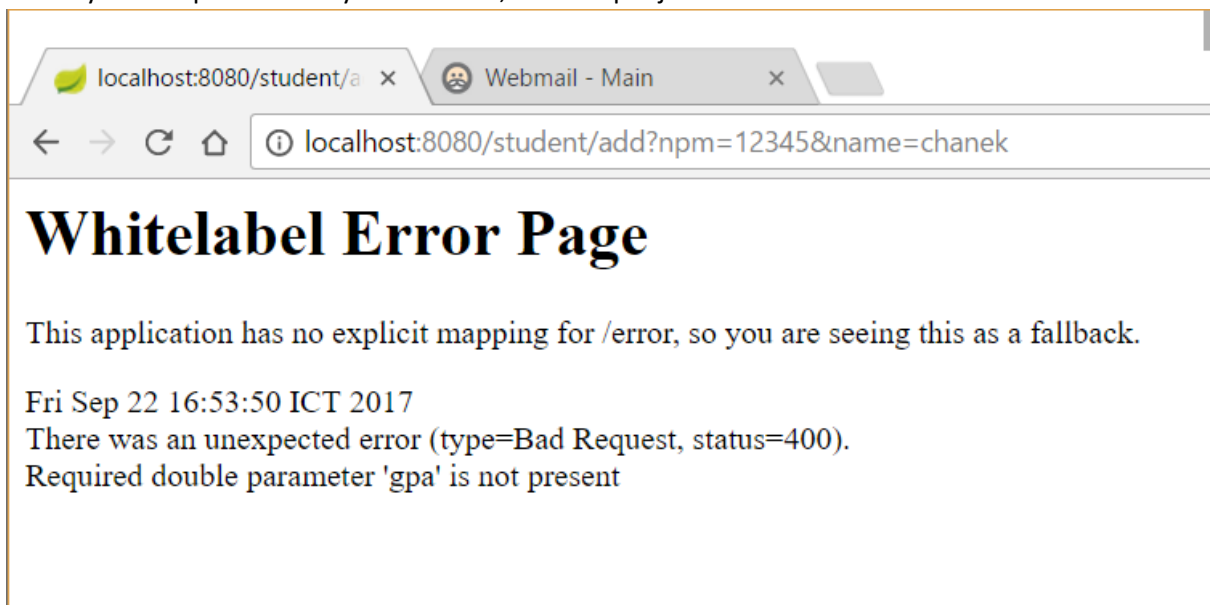 localhost:8080/student/a
Webmail - Main
localhost:8080/student/add?npm=12345&name=chanek
Whitelabel Error Page
This application has no explicit mapping for /error, so you are seeing this as a fallback.
Fri Sep 22 16:53:50 ICT 2017
There was an unexpected error (type=Bad Request, status=400).
Required double parameter 'gpa' is not present